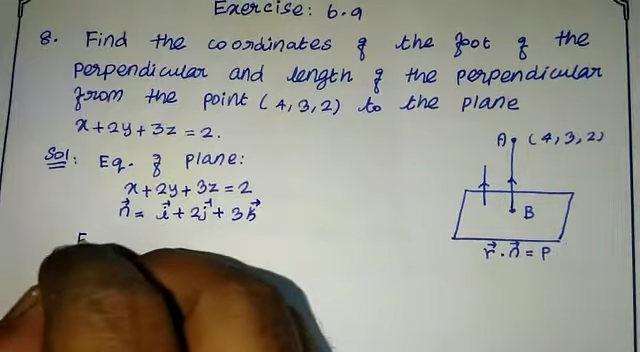 Exercise: 6.9
8. Find the coordinates of the foot of the
perpendicular and length of the perpendicular
from the point (4,3,2) to the plane
x+2y+3z=2.
Sol: Eq. of plane:
x+2y+3z=2
n⃗ = i⃗+2j⃗+3k⃗
E
A (4,3,2)
B
r⃗.n⃗=P